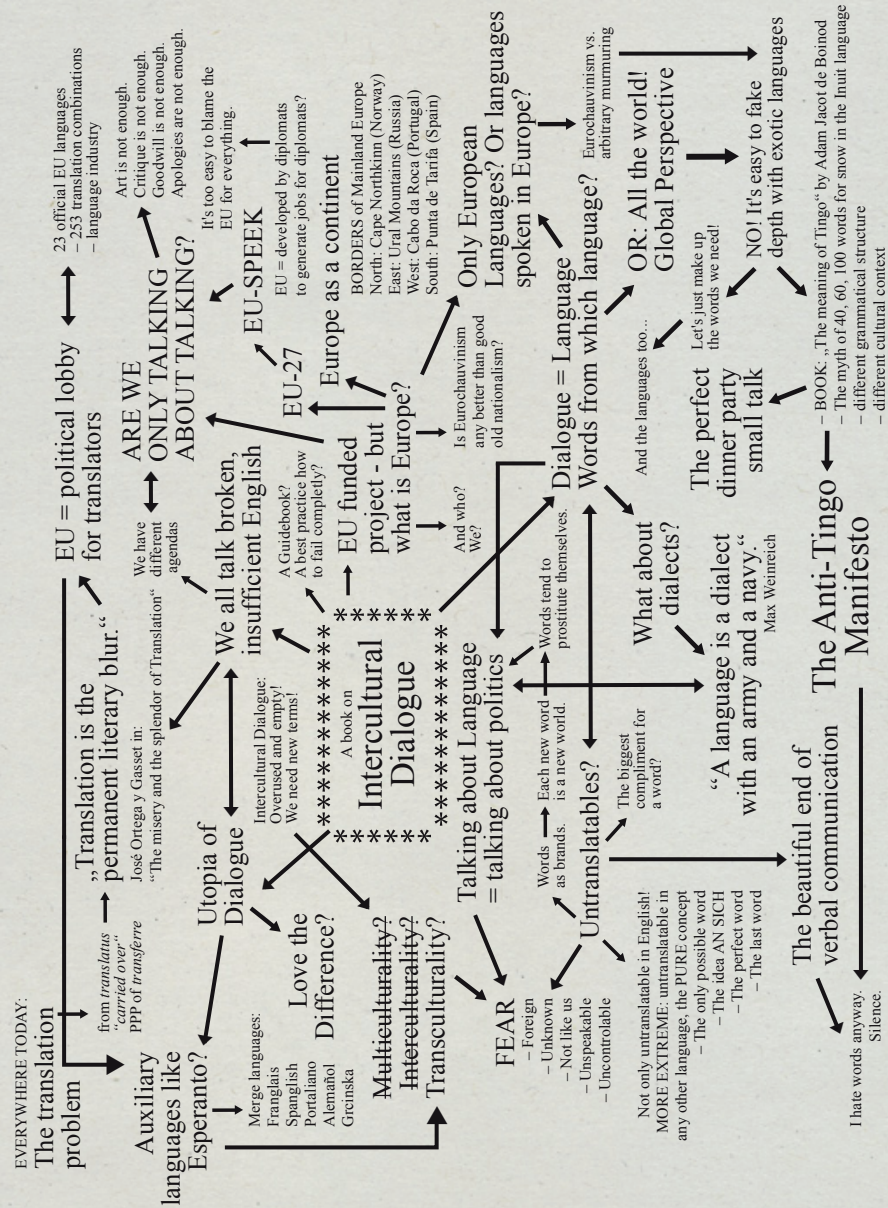 EVERYWHERE TODAY:
The translation
problem
from translatus
“carried over“
PPP of transferre
„Translation is the
permanent literary blur.“
José Ortega y Gasset in:
“The misery and the splendor of Translation“
EU = political lobby
for translators
23 official EU languages
– 253 translation combinations
– language industry
Auxiliary
languages like
Esperanto?
Merge languages:
Franglais
Spanglish
Portaliano
Alemañol
Grcinska
Utopia of
Dialogue
Love the
Difference?
We all talk broken,
insufficient English
We have
different
agendas
ARE WE
ONLY TALKING
ABOUT TALKING?
Art is not enough.
Critique is not enough.
Goodwill is not enough.
Apologies are not enough.
It's too easy to blame the
EU for everything.
EU-SPEEK
EU = developed by diplomats
to generate jobs for diplomats?
EU-27
Europe as a continent
BORDERS of Mainland Europe
North: Cape Northkinn (Norway)
East: Ural Mountains (Russia)
West: Cabo da Roca (Portugal)
South: Punta de Tarifa (Spain)
Intercultural Dialogue:
Overused and empty!
We need new terms!
A Guidebook?
A best practice how
to fail completly?
************
A book on
Intercultural
Dialogue
************
******
******
EU funded
project - but
what is Europe?
And who?
We?
Is Eurochauvinism
any better than good
old nationalism?
Only European
Languages? Or languages
spoken in Europe?
Eurochauvinism vs.
arbitrary murmuring
Multiculturality?
Interculturality?
Transculturality?
FEAR
– Foreign
– Unknown
– Not like us
– Unspeakable
– Uncontrolable
Talking about Language
= talking about politics
Words
as brands.
Each new word
is a new world.
Words tend to
prostitute themselves.
Dialogue = Language
Words from which language?
OR: All the world!
Global Perspective
Untranslatables?
The biggest
compliment for
a word?
Not only untranslatable in English!
MORE EXTREME: untranslatable in
any other language, the PURE concept
– The only possible word
– The idea AN SICH
– The perfect word
– The last word
What about
dialects?
“A language is a dialect
with an army and a navy.“
Max Weinreich
And the languages too...
Let's just make up
the words we need!
NO! It's easy to fake
depth with exotic languages
The perfect
dinner party
small talk
– BOOK: „The meaning of Tingo“ by Adam Jacot de Boinod
– The myth of 40, 60, 100 words for snow in the Inuit language
– different grammatical structure
– different cultural context
The Anti-Tingo
Manifesto
The beautiful end of
verbal communication
I hate words anyway.
Silence.